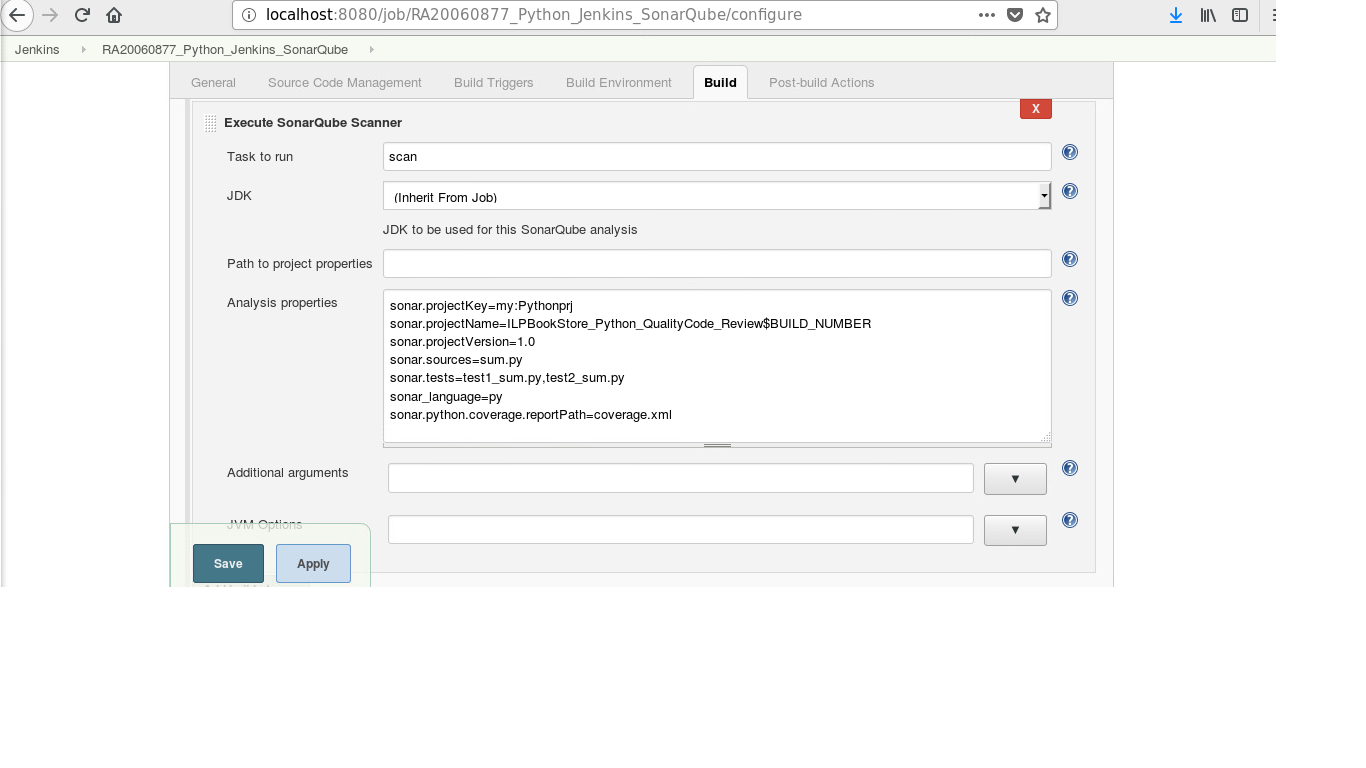 localhost:8080/job/RA20060877_Python_Jenkins_SonarQube/configure
Jenkins RA20060877_Python_Jenkins_SonarQube
General Source Code Management Build Triggers Build Environment Build Post-build Actions
X
Execute SonarQube Scanner
Task to run scan
JDK (Inherit From Job)
JDK to be used for this SonarQube analysis
Path to project properties
Analysis properties
sonar.projectKey=my:Pythonprj
sonar.projectName=ILPBookStore_Python_QualityCode_Review$BUILD_NUMBER
sonar.projectVersion=1.0
sonar.sources=sum.py
sonar.tests=test1_sum.py,test2_sum.py
sonar_language=py
sonar.python.coverage.reportPath=coverage.xml
Additional arguments
JVM Options
Save Apply